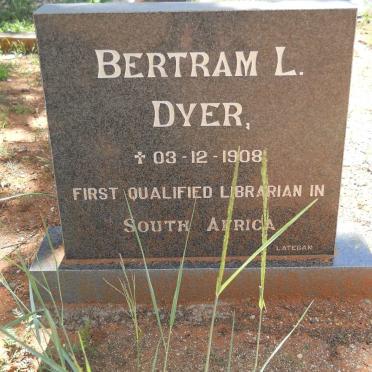 BERTRAM L.
DYER,
✝ 03-12-1908
FIRST QUALIFIED LIBRARIAN IN
SOUTH AFRICA
LATEGAN